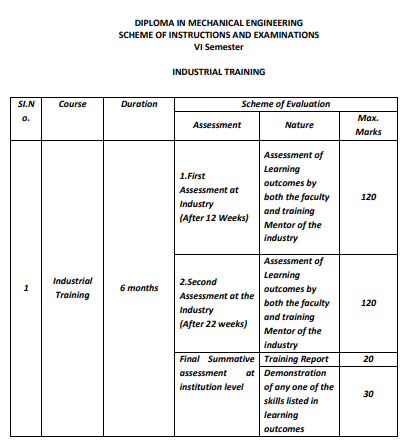 DIPLOMA IN MECHANICAL ENGINEERING
SCHEME OF INSTRUCTIONS AND EXAMINATIONS
VI Semester
INDUSTRIAL TRAINING
Sl.N
o.
Course
Duration
Scheme of Evaluation
Assessment
Nature
Max.
Marks
1
Industrial
Training
6 months
1.First
Assessment at
Industry
(After 12 Weeks)
Assessment of
Learning
outcomes by
both the faculty
and training
Mentor of the
industry
120
2.Second
Assessment at the
Industry
(After 22 weeks)
Assessment of
Learning
outcomes by
both the faculty
and training
Mentor of the
industry
120
Final Summative
assessment at
institution level
Training Report
20
Demonstration
of any one of the
skills listed in
learning
outcomes
30